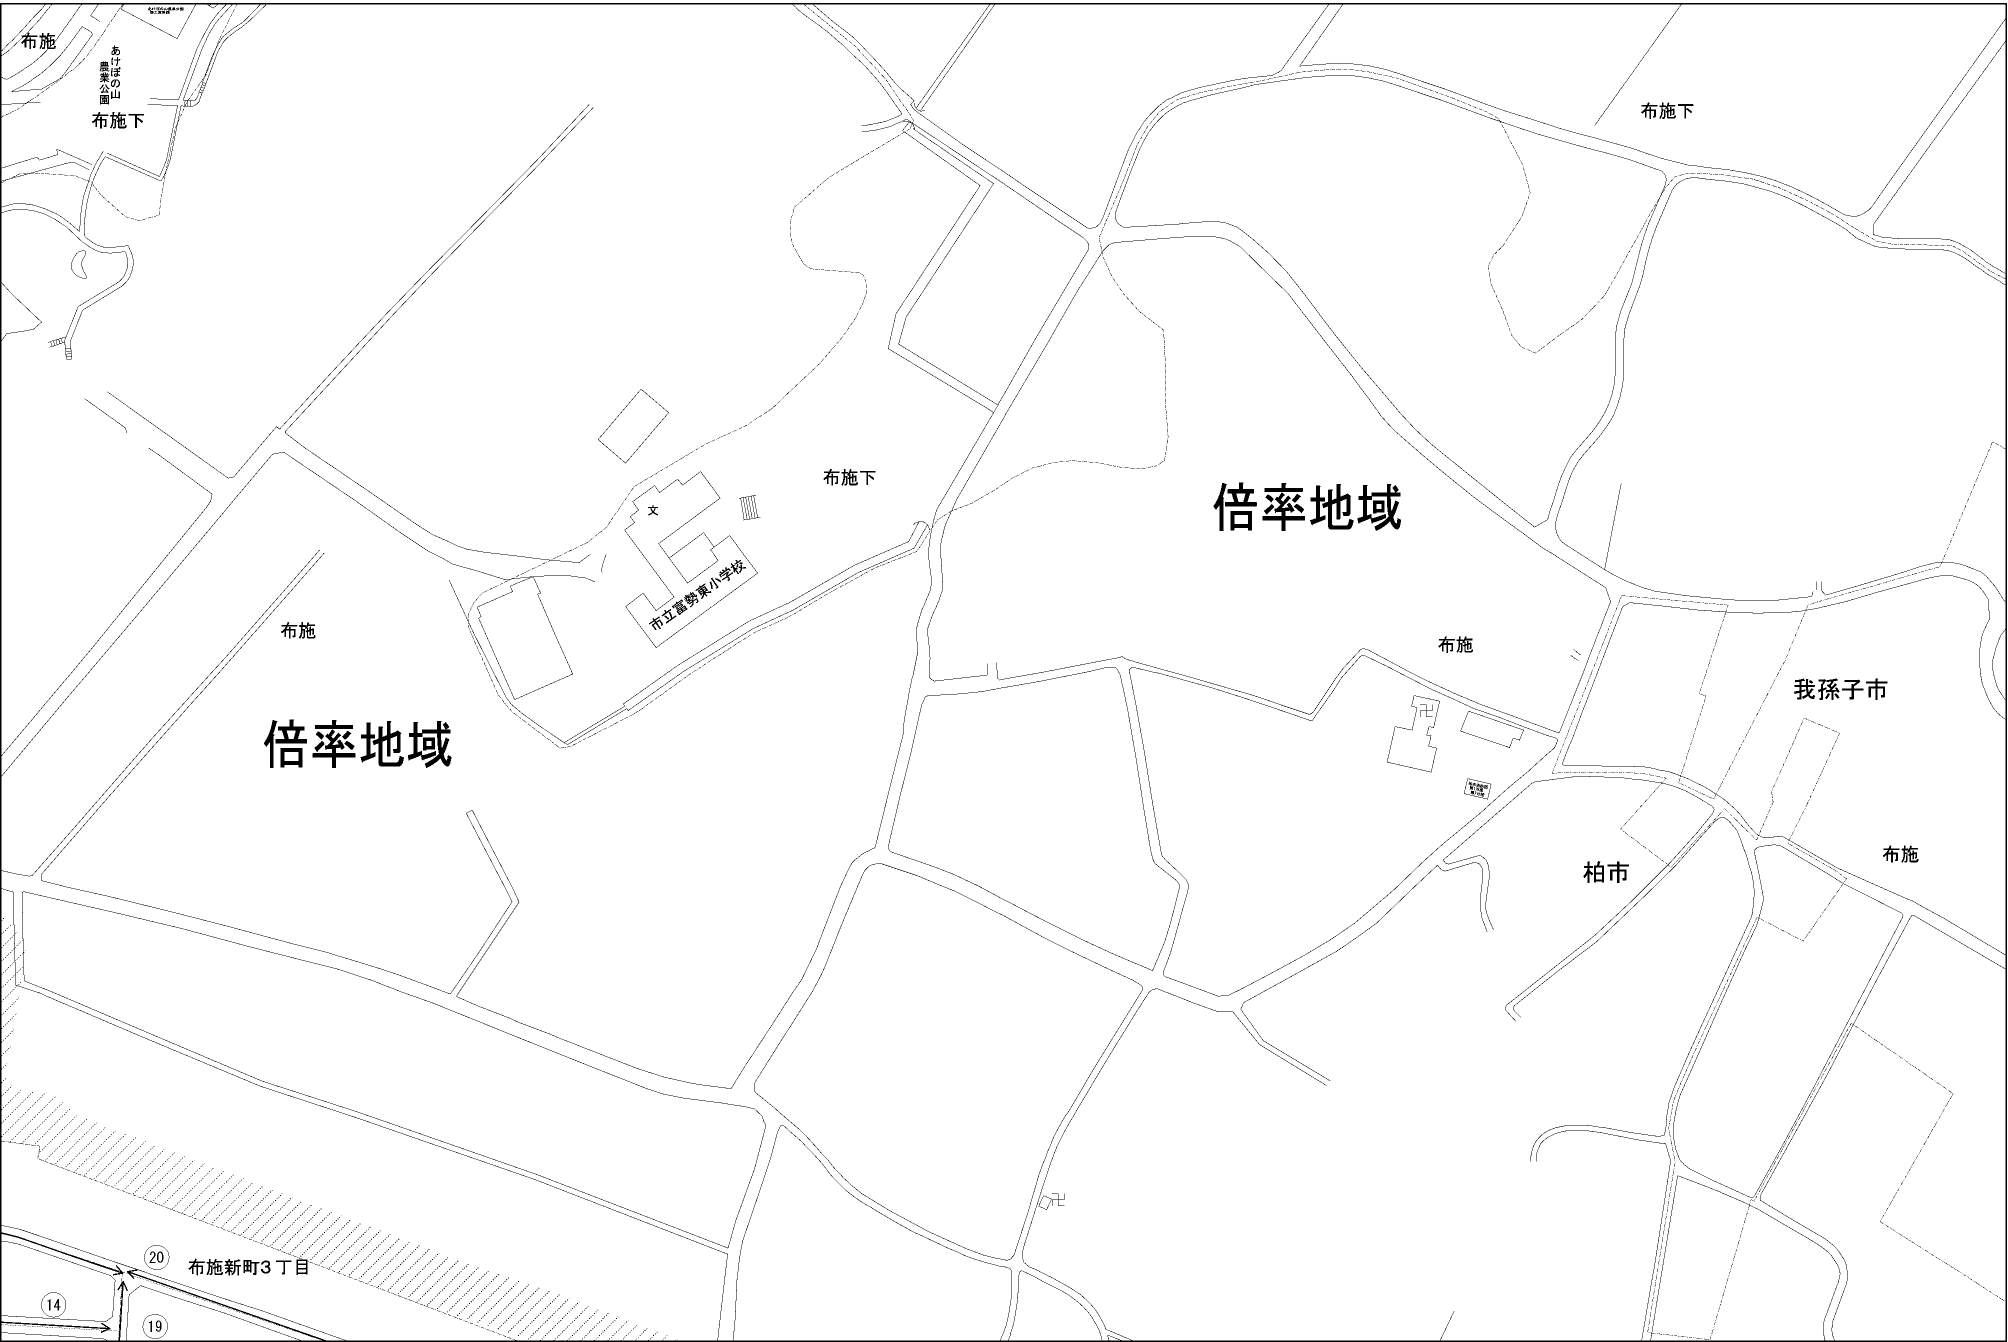 布施
あけぼの山
農業公園
布施下
布施下
布施下
文
市立富勢東小学校
倍率地域
布施
布施
倍率地域
我孫子市
布施
柏市
卍
卍
布施新町3丁目
20
14
19